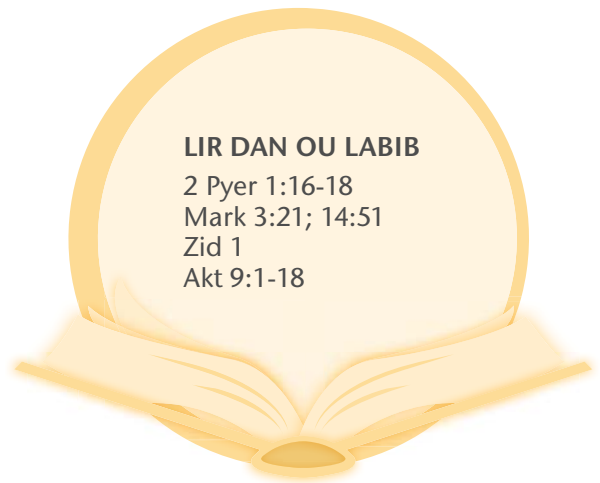 LIR DAN OU LABIB
2 Pyer 1:16-18
Mark 3:21; 14:51
Zid 1
Akt 9:1-18